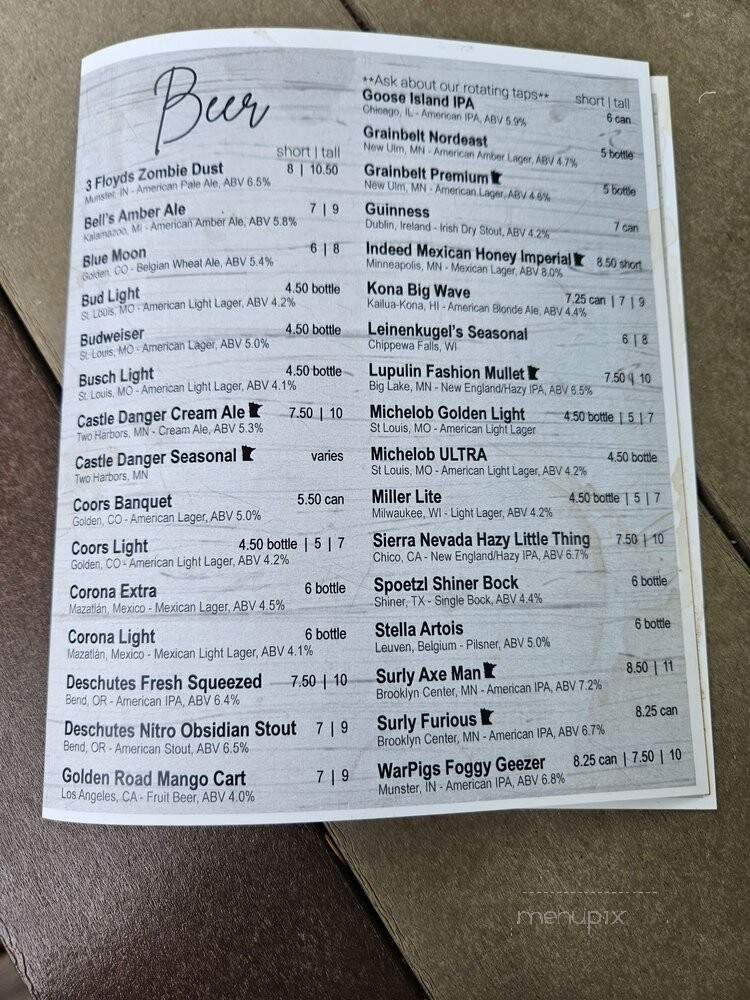 Beer
short | tall
3 Floyds Zombie Dust 8 | 10.50
Munster, IN - American Pale Ale, ABV 6.5%
Bell's Amber Ale 7 | 9
Kalamazoo, MI - American Amber Ale, ABV 5.8%
Blue Moon 6 | 8
Golden, CO - Belgian Wheat Ale, ABV 5.4%
Bud Light 4.50 bottle
St. Louis, MO - American Light Lager, ABV 4.2%
Budweiser 4.50 bottle
St. Louis, MO - American Lager, ABV 5.0%
Busch Light 4.50 bottle
St. Louis, MO - American Light Lager, ABV 4.1%
Castle Danger Cream Ale 7.50 | 10
Two Harbors, MN - Cream Ale, ABV 5.3%
Castle Danger Seasonal varies
Two Harbors, MN
Coors Banquet 5.50 can
Golden, CO - American Lager, ABV 5.0%
Coors Light 4.50 bottle | 5 | 7
Golden, CO - American Light Lager, ABV 4.2%
Corona Extra 6 bottle
Mazatlán, Mexico - Mexican Lager, ABV 4.5%
Corona Light 6 bottle
Mazatlán, Mexico - Mexican Light Lager, ABV 4.1%
Deschutes Fresh Squeezed 7.50 | 10
Bend, OR - American IPA, ABV 6.4%
Deschutes Nitro Obsidian Stout 7 | 9
Bend, OR - American Stout, ABV 6.5%
Golden Road Mango Cart 7 | 9
Los Angeles, CA - Fruit Beer, ABV 4.0%
**Ask about our rotating taps** short | tall
Goose Island IPA 6 can
Chicago, IL - American IPA, ABV 5.9%
Grainbelt Nordeast 5 bottle
New Ulm, MN - American Amber Lager, ABV 4.7%
Grainbelt Premium 5 bottle
New Ulm, MN - American Lager, ABV 4.6%
Guinness 7 can
Dublin, Ireland - Irish Dry Stout, ABV 4.2%
Indeed Mexican Honey Imperial 8.50 short
Minneapolis, MN - Mexican Lager, ABV 8.0%
Kona Big Wave 7.25 can | 7 | 9
Kailua-Kona, HI - American Blonde Ale, ABV 4.4%
Leinenkugel's Seasonal 6 | 8
Chippewa Falls, WI
Lupulin Fashion Mullet 7.50 | 10
Big Lake, MN - New England/Hazy IPA, ABV 6.5%
Michelob Golden Light 4.50 bottle | 5 | 7
St Louis, MO - American Light Lager
Michelob ULTRA 4.50 bottle
St Louis, MO - American Light Lager, ABV 4.2%
Miller Lite 4.50 bottle | 5 | 7
Milwaukee, WI - Light Lager, ABV 4.2%
Sierra Nevada Hazy Little Thing 7.50 | 10
Chico, CA - New England/Hazy IPA, ABV 6.7%
Spoetzl Shiner Bock 6 bottle
Shiner, TX - Single Bock, ABV 4.4%
Stella Artois 6 bottle
Leuven, Belgium - Pilsner, ABV 5.0%
Surly Axe Man 8.50 | 11
Brooklyn Center, MN - American IPA, ABV 7.2%
Surly Furious 8.25 can
Brooklyn Center, MN - American IPA, ABV 6.7%
WarPigs Foggy Geezer 8.25 can | 7.50 | 10
Munster, IN - American IPA, ABV 6.8%
menupix